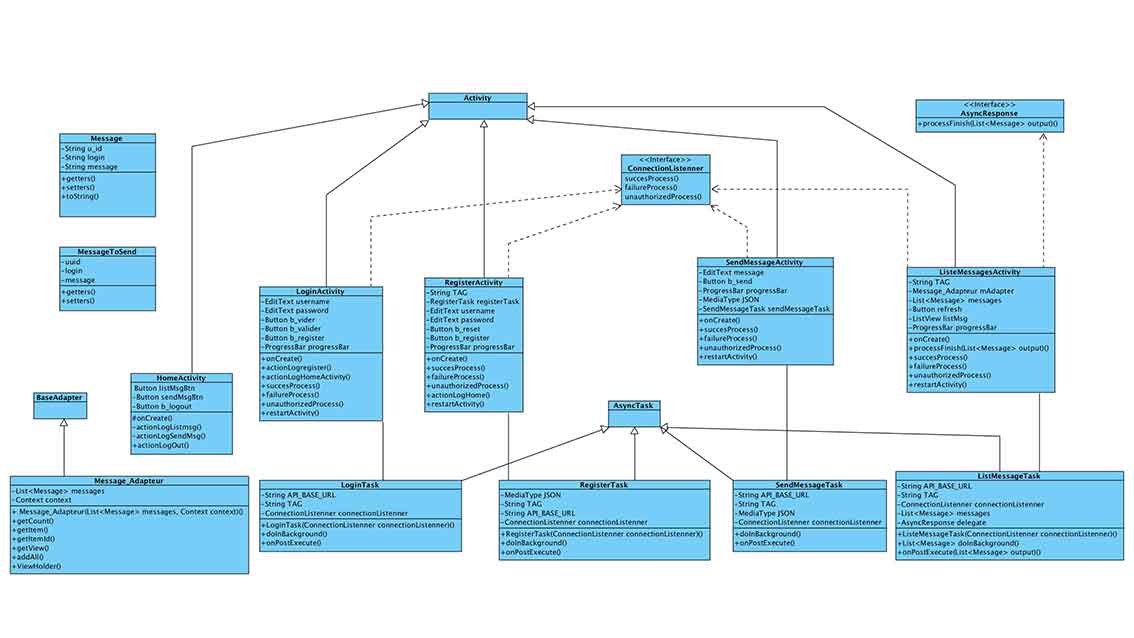 Activity
<<Interface>>
AsyncResponse
+processFinish(List<Message> output)()
Message
-String u_id
-String login
-String message
+getters()
+setters()
+toString()
<<Interface>>
ConnectionListenner
succesProcess()
failureProcess()
unauthorizedProcess()
MessageToSend
-uuid
-login
-message
+getters()
+setters()
LoginActivity
-EditText username
-EditText password
-Button b_vider
-Button b_valider
-Button b_register
-ProgressBar progressBar
+onCreate()
+actionLogregister()
+actionLogHomeActivity()
+succesProcess()
+failureProcess()
+unauthorizedProcess()
+restartActivity()
RegisterActivity
-String TAG
-RegisterTask registerTask
-EditText username
-EditText password
-Button b_reset
-Button b_register
-ProgressBar progressBar
+onCreate()
+succesProcess()
+failureProcess()
+unauthorizedProcess()
+actionLogHome()
+restartActivity()
SendMessageActivity
-EditText message
-Button b_send
-ProgressBar progressBar
-MediaType JSON
-SendMessageTask sendMessageTask
+onCreate()
+succesProcess()
+failureProcess()
+unauthorizedProcess()
+restartActivity()
ListeMessagesActivity
-String TAG
-Message_Adapteur mAdapter
-List<Message> messages
-Button refresh
-ListView listMsg
-ProgressBar progressBar
+onCreate()
+processFinish(List<Message> output)()
+succesProcess()
+failureProcess()
+unauthorizedProcess()
+restartActivity()
HomeActivity
Button listMsgBtn
-Button sendMsgBtn
-Button b_logout
#onCreate()
-actionLogListmsg()
-actionLogSendMsg()
+actionLogOut()
BaseAdapter
AsyncTask
Message_Adapteur
-List<Message> messages
-Context context
+ Message_Adapteur(List<Message> messages, Context context)()
+getCount()
+getItem()
+getItemId()
+getView()
+addAll()
+ViewHolder()
LoginTask
-String API_BASE_URL
-String TAG
-ConnectionListenner connectionListenner
+LoginTask(ConnectionListenner connectionListenner)()
+doInBackground()
+onPostExecute()
RegisterTask
-MediaType JSON
-String TAG
-String API_BASE_URL
-ConnectionListenner connectionListenner
+RegisterTask(ConnectionListenner connectionListenner)()
+doInBackground()
+onPostExecute()
SendMessageTask
-String API_BASE_URL
-String TAG
-MediaType JSON
-ConnectionListenner connectionListenner
+doInBackground()
+onPostExecute()
ListMessageTask
-String API_BASE_URL
-String TAG
-ConnectionListenner connectionListenner
-List<Message> messages
-AsyncResponse delegate
+ListeMessageTask(ConnectionListenner connectionListenner)()
+List<Message> doInBackground()
+onPostExecute(List<Message> output)()